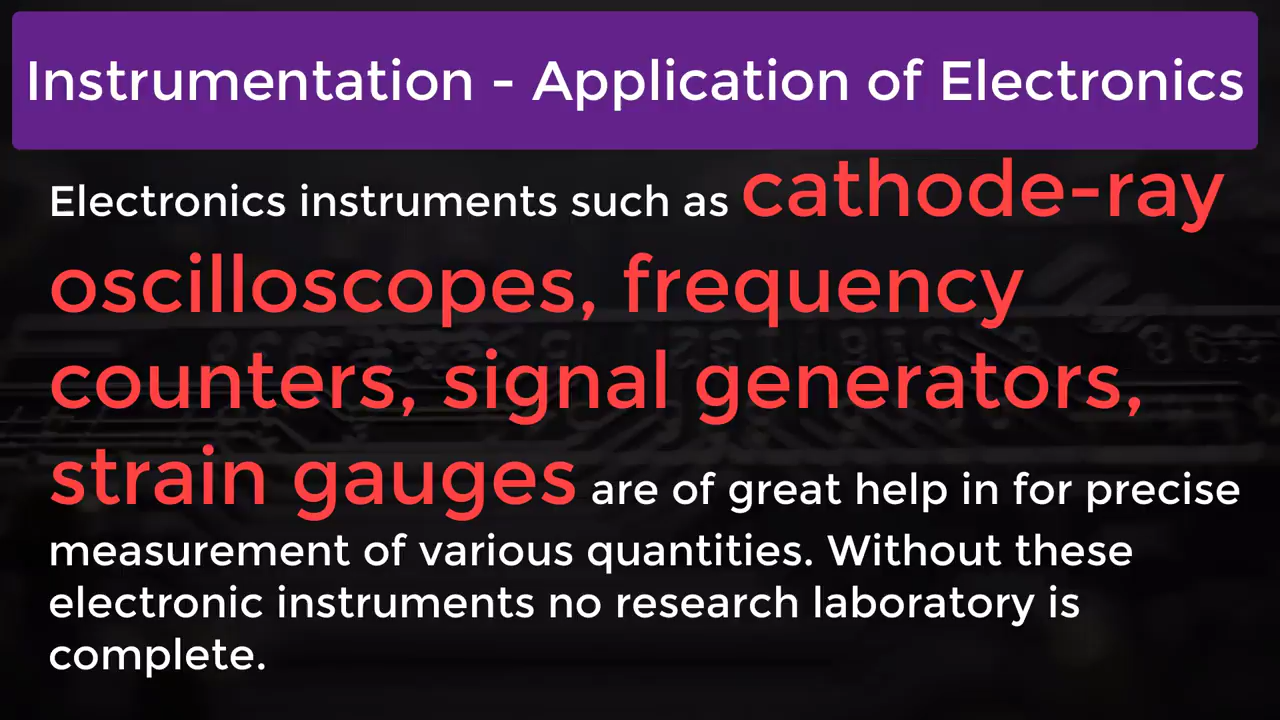 Instrumentation - Application of Electronics
Electronics instruments such as cathode-ray
oscilloscopes, frequency
counters, signal generators,
strain gauges are of great help in for precise
measurement of various quantities. Without these
electronic instruments no research laboratory is
complete.